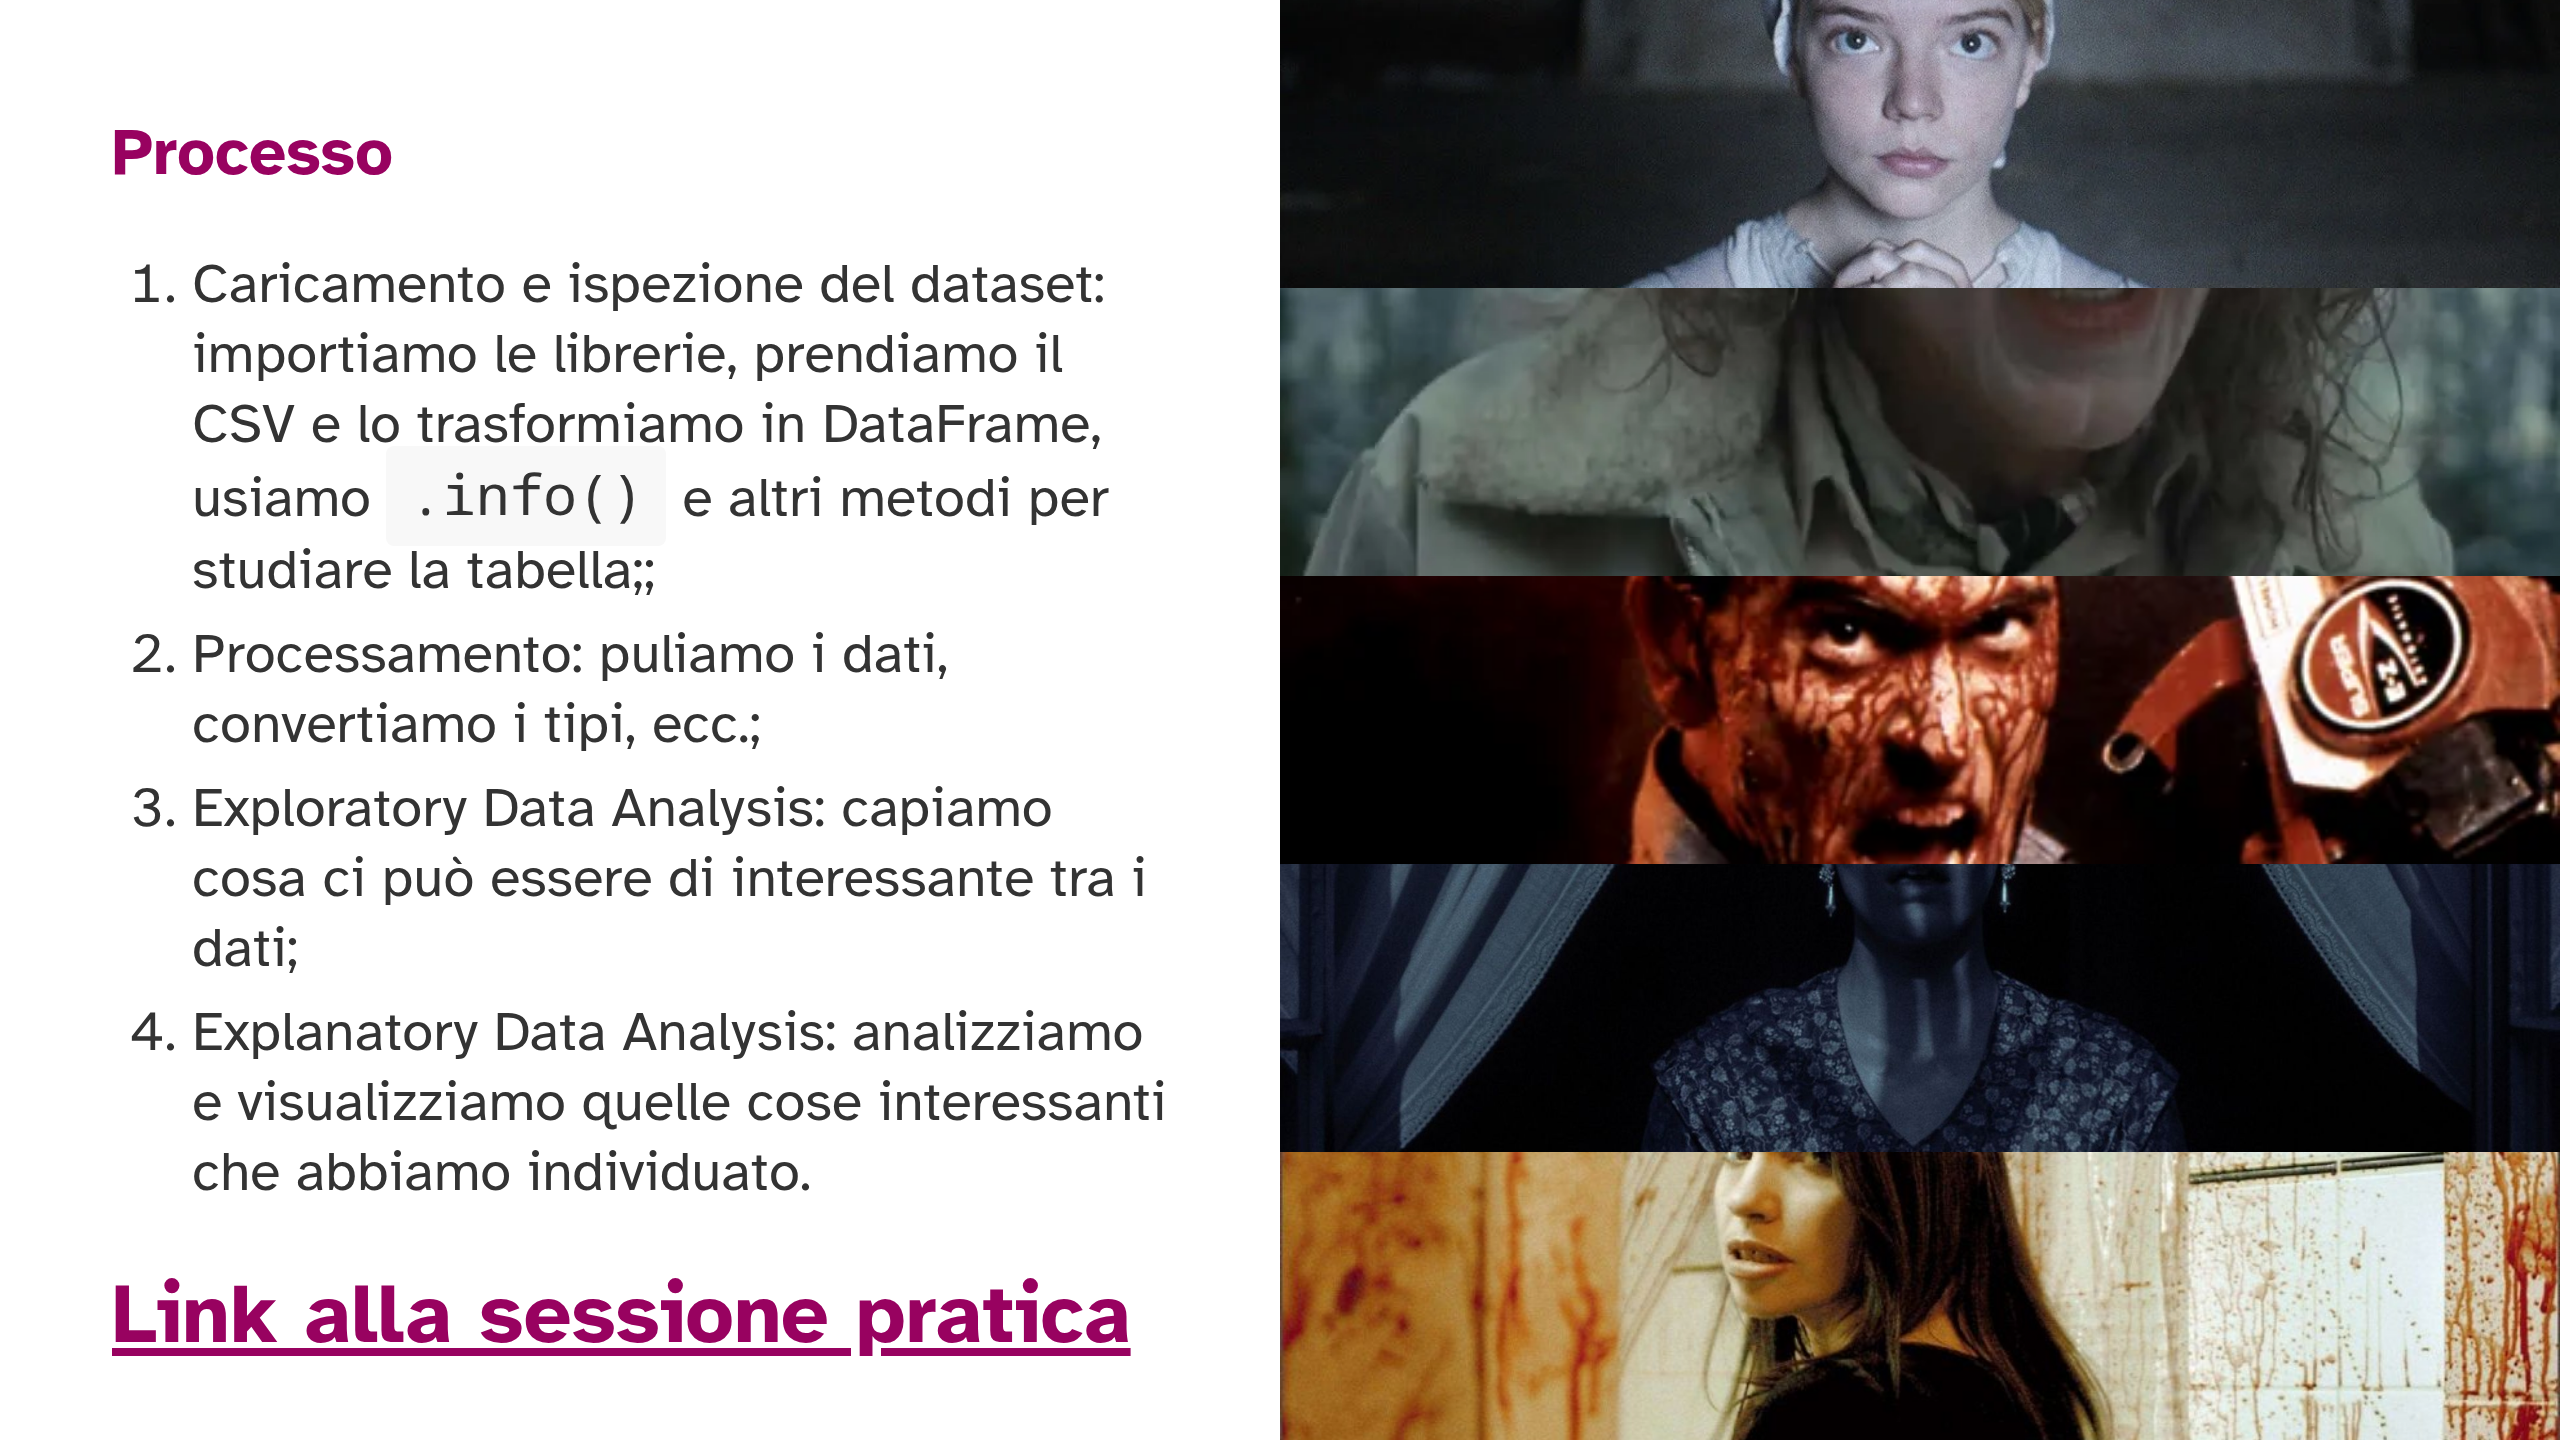 Processo
1. Caricamento e ispezione del dataset:
importiamo le librerie, prendiamo il
CSV e lo trasformiamo in DataFrame,
usiamo .info() e altri metodi per
studiare la tabella;;
2. Processamento: puliamo i dati,
convertiamo i tipi, ecc.;
3. Exploratory Data Analysis: capiamo
cosa ci può essere di interessante tra i
dati;
4. Explanatory Data Analysis: analizziamo
e visualizziamo quelle cose interessanti
che abbiamo individuato.
Link alla sessione pratica